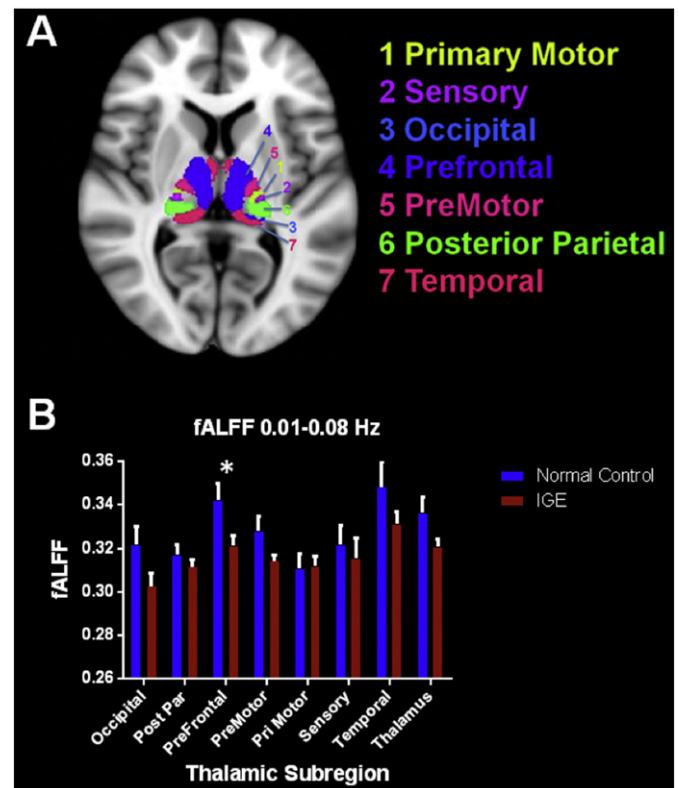 A
1 Primary Motor
2 Sensory
3 Occipital
4 Prefrontal
5 PreMotor
6 Posterior Parietal
7 Temporal
4
5
1
2
6
3
7
B
fALFF 0.01-0.08 Hz
*
Normal Control
IGE
0.36
0.34
0.32
0.30
0.28
0.26
fALFF
Occipital
Post Par
PreFrontal
PreMotor
Pri Motor
Sensory
Temporal
Thalamus
Thalamic Subregion